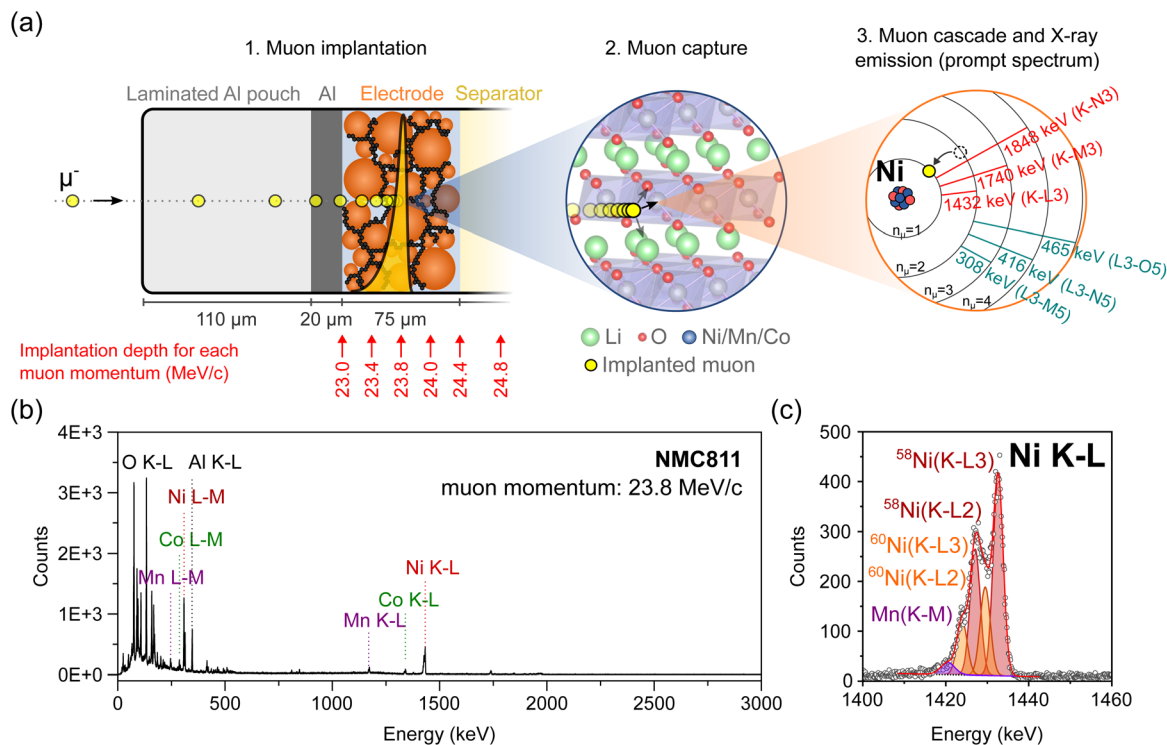 (a)
1. Muon implantation
2. Muon capture
3. Muon cascade and X-ray
emission (prompt spectrum)
Laminated Al pouch
Al
Electrode
Separator
μ-
110 μm
20 μm
75 μm
Implantation depth for each
muon momentum (MeV/c)
23.0
23.4
23.8
24.0
24.4
24.8
Li
O
Ni/Mn/Co
Implanted muon
Ni
1848 keV (K-N3)
1740 keV (K-M3)
1432 keV (K-L3)
465 keV (L3-O5)
416 keV (L3-N5)
308 keV (L3-M5)
nμ=1
nμ=2
nμ=3
nμ=4
(b)
4E+3
3E+3
2E+3
1E+3
0E+0
Counts
O K-L
Al K-L
Ni L-M
Co L-M
Mn L-M
NMC811
muon momentum: 23.8 MeV/c
Ni K-L
Co K-L
Mn K-L
0
500
1000
1500
2000
2500
3000
Energy (keV)
(c)
500
400
300
200
100
0
Counts
Ni K-L
58Ni(K-L3)
58Ni(K-L2)
60Ni(K-L3)
60Ni(K-L2)
Mn(K-M)
1400
1420
1440
1460
Energy (keV)